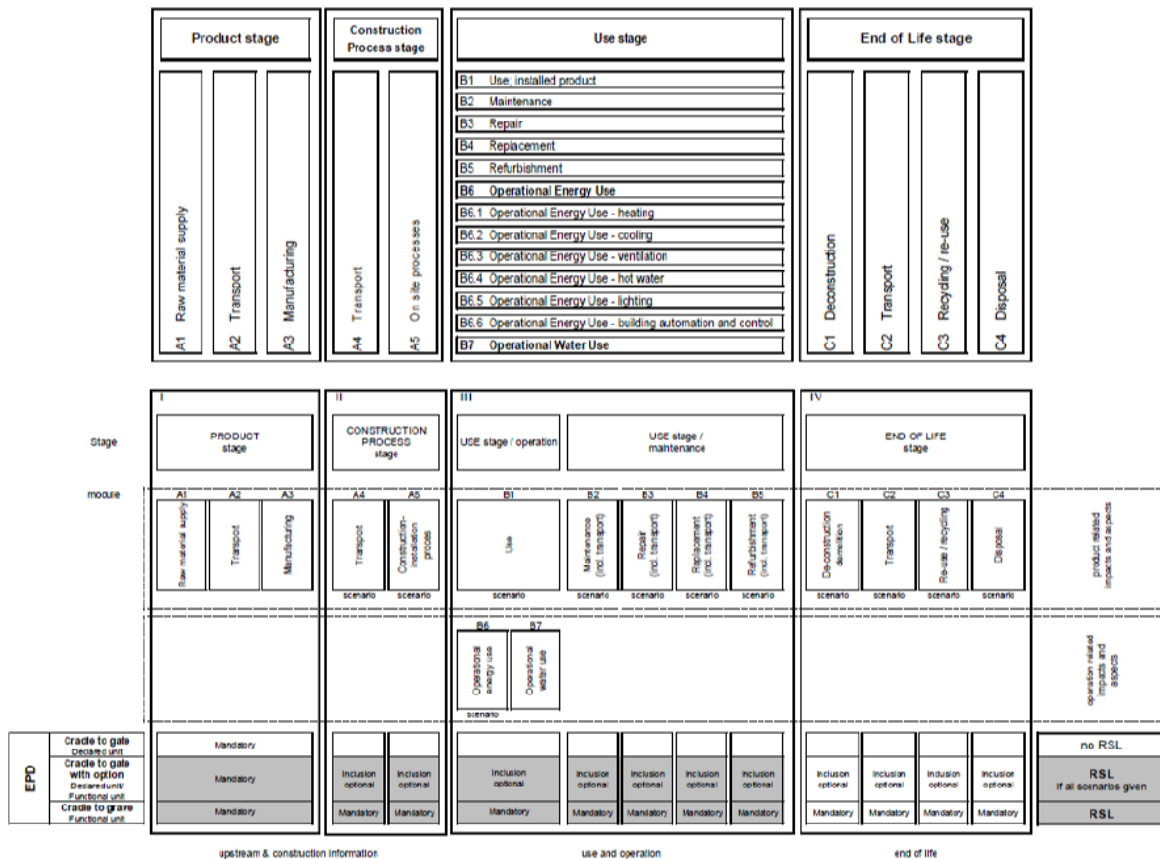 Product stage
Construction
Process stage
Use stage
End of Life stage
A1 Raw material supply
A2 Transport
A3 Manufacturing
A4 Transport
A5 On site processes
B1 Use; installed product
B2 Maintenance
B3 Repair
B4 Replacement
B5 Refurbishment
B6 Operational Energy Use
B6.1 Operational Energy Use - heating
B6.2 Operational Energy Use - cooling
B6.3 Operational Energy Use - ventilation
B6.4 Operational Energy Use - hot water
B6.5 Operational Energy Use - lighting
B6.6 Operational Energy Use - building automation and control
B7 Operational Water Use
C1 Deconstruction
C2 Transport
C3 Recyding / re-use
C4 Disposal
I
II
III
IV
Stage
PRODUCT
stage
CONSTRUCTION
PROCESS
stage
USE stage / operation
USE stage /
maintenance
END OF LIFE
stage
module
A1
A2
A3
A4
A5
B1
B2
B3
B4
B5
C1
C2
C3
C4
Raw material supply
Transport
Manufacturing
Transport
Construction-
installation
proces
Use
Maintenance
(incl. transport)
Repair
(incl. transport)
Replacement
(incl. transport)
Refurbishment
(incl. transport)
De-construction
demolition
Transport
Re-use / recycling
Disposal
product related
impacts and aspects
scenario
scenario
scenario
scenario
scenario
scenario
scenario
scenario
scenario
scenario
scenario
B6
B7
Operational
energy use
Operational
water use
scenario
operation related
impacts and
aspects
EPD
Cradle to gate
Declared unit
Mandatory
no RSL
Cradle to gate
with option
Declared unit/
Functional unit
Mandatory
Inclusion
optional
Inclusion
optional
Inclusion
optional
Inclusion
optional
Inclusion
optional
Inclusion
optional
Inclusion
optional
Inclusion
optional
Inclusion
optional
Inclusion
optional
Inclusion
optional
RSL
if all scenarios given
Cradle to grave
Functional unit
Mandatory
Mandatory
Mandatory
Mandatory
Mandatory
Mandatory
Mandatory
Mandatory
Mandatory
Mandatory
Mandatory
Mandatory
RSL
upstream & construction information
use and operation
end of life